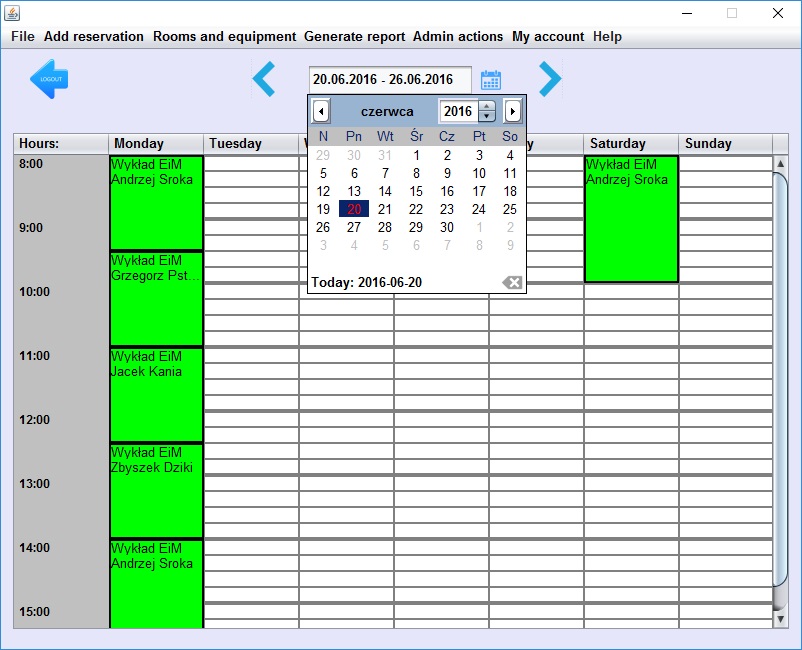 File Add reservation Rooms and equipment Generate report Admin actions My account Help
LOGOUT
20.06.2016 - 26.06.2016
czerwca 2016
N Pn Wt Śr Cz Pt So
29 30 31 1 2 3 4
5 6 7 8 9 10 11
12 13 14 15 16 17 18
19 20 21 22 23 24 25
26 27 28 29 30 1 2
3 4 5 6 7 8 9
Today: 2016-06-20
Hours: Monday Tuesday Saturday Sunday
8:00
9:00
10:00
11:00
12:00
13:00
14:00
15:00
Wykład EiM
Andrzej Sroka
Wykład EiM
Grzegorz Pst...
Wykład EiM
Jacek Kania
Wykład EiM
Zbyszek Dziki
Wykład EiM
Andrzej Sroka
Wykład EiM
Andrzej Sroka